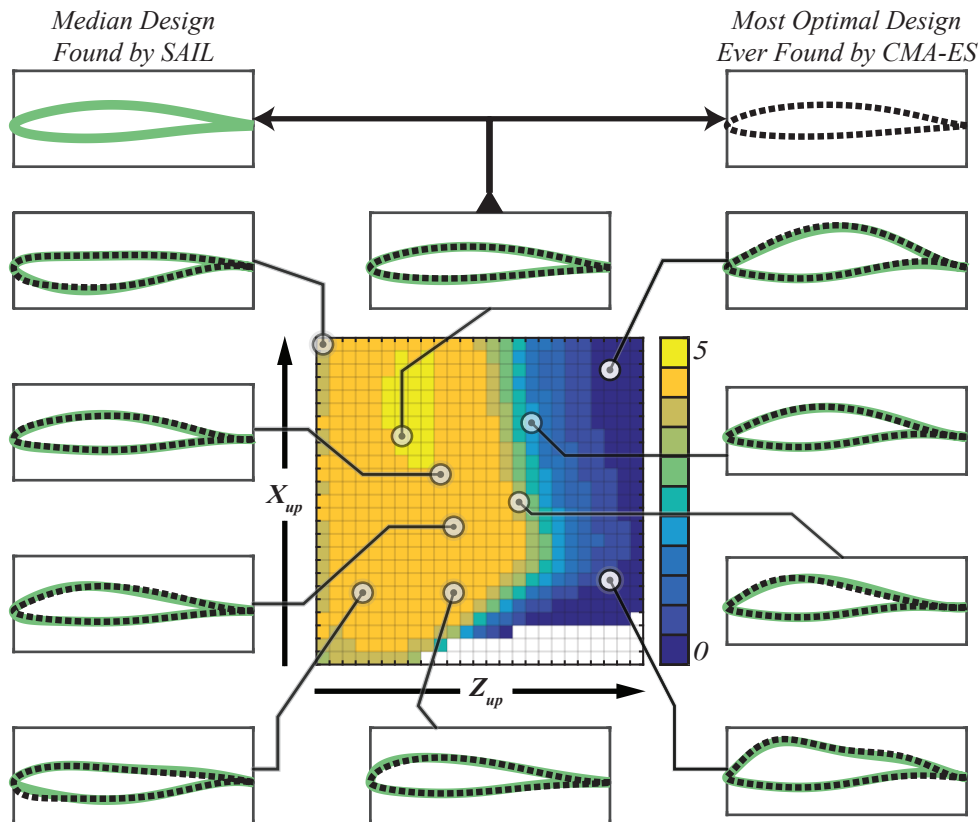 Median Design
Found by SAIL
Most Optimal Design
Ever Found by CMA-ES
5
X_up
0
Z_up